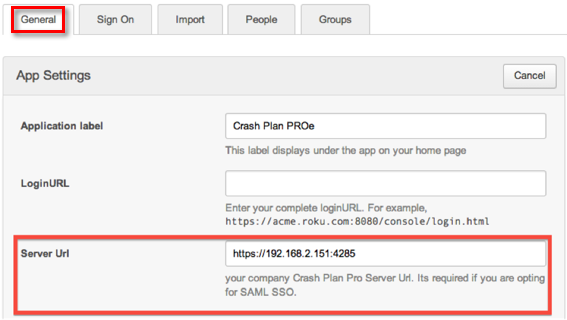 General Sign On Import People Groups
App Settings Cancel
Application label Crash Plan PROe
This label displays under the app on your home page
LoginURL
Enter your complete loginURL. For example,
https://acme.roku.com:8080/console/login.html
Server Url https://192.168.2.151:4285
your company Crash Plan Pro Server Url. Its required if you are opting
for SAML SSO.